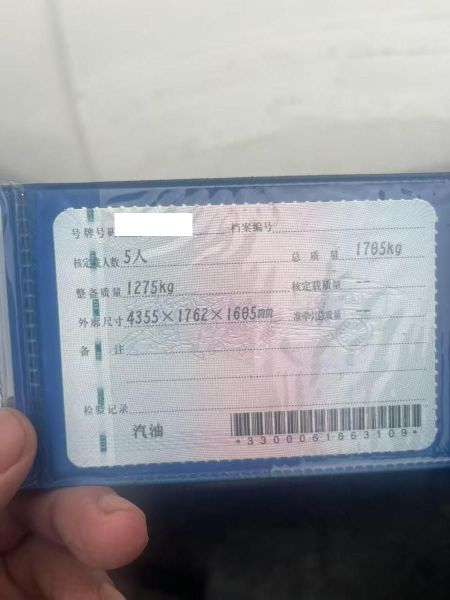 号牌号码 档案编号
核定载人数 5人 总质量 1705kg
整备质量 1275kg 核定载质量 --
外廓尺寸 4355×1762×1605mm 准牵引总质量 --
备注
检验记录
汽油
*3300061663109*